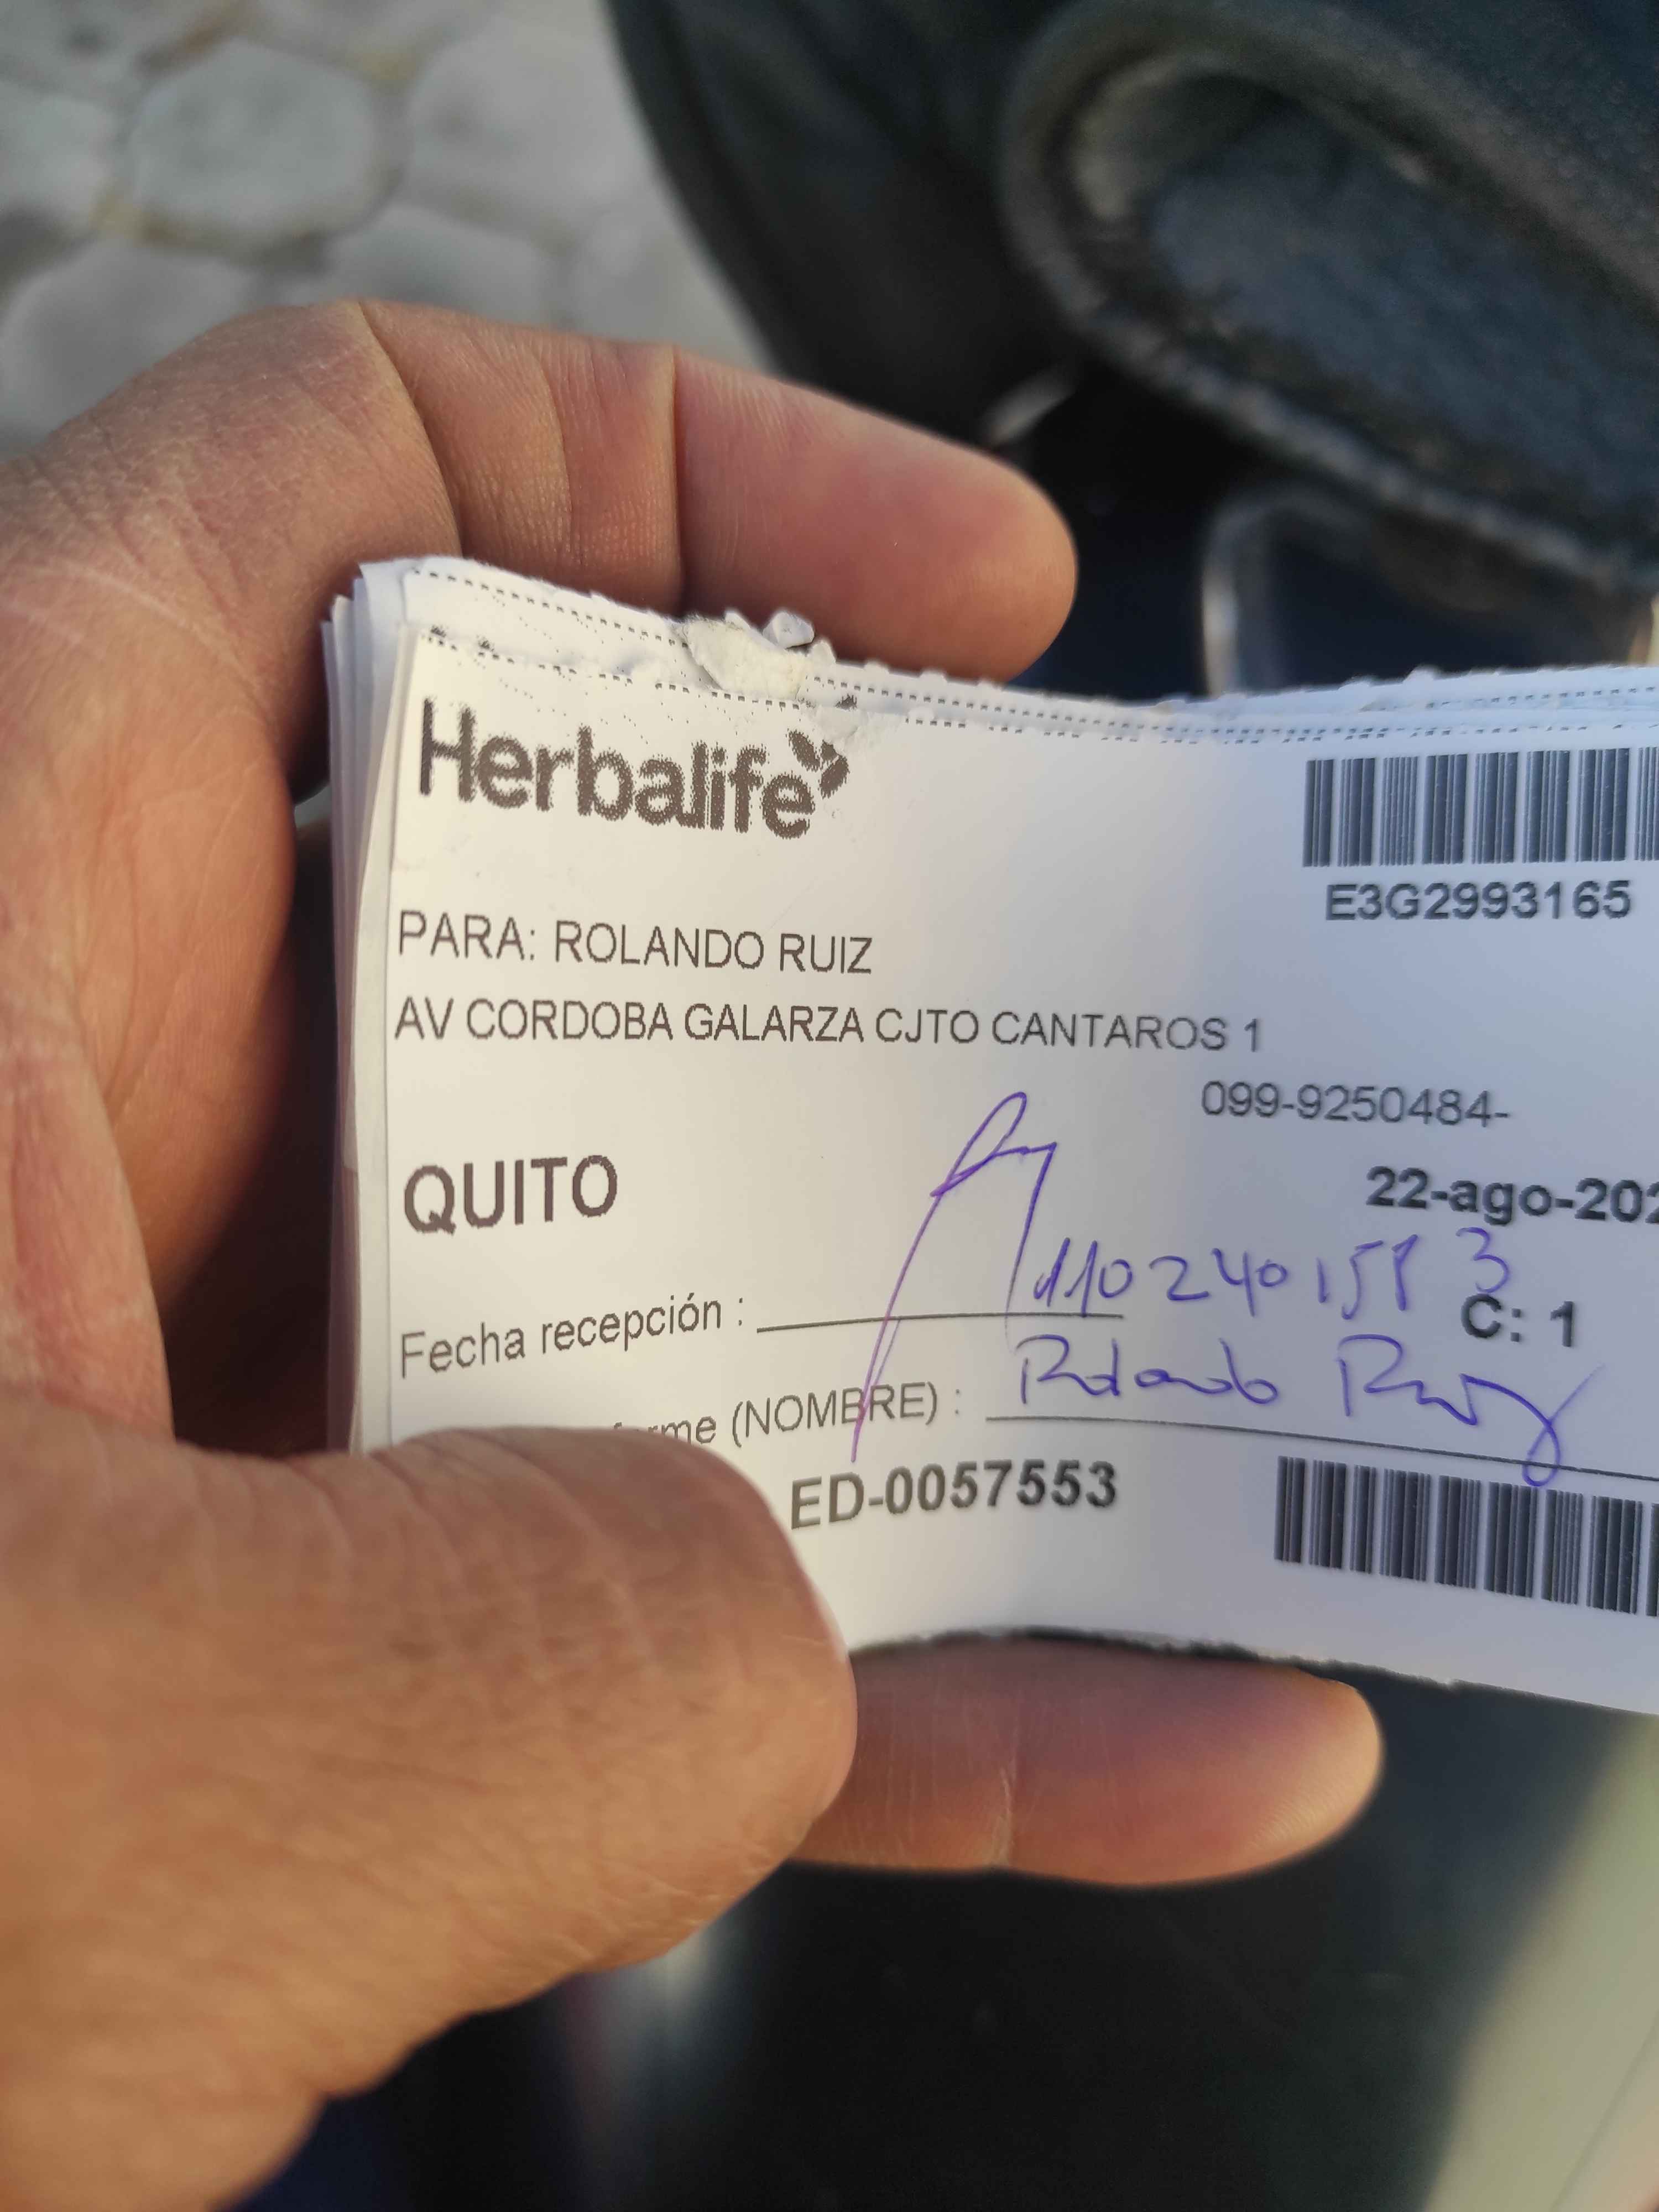 Herbalife
E3G2993165
PARA: ROLANDO RUIZ
AV CORDOBA GALARZA CJTO CANTAROS 1
099-9250484-
QUITO
22-ago-202
Fecha recepción :
C: 1
(NOMBRE) : Rolando Ruiz
ED-0057553